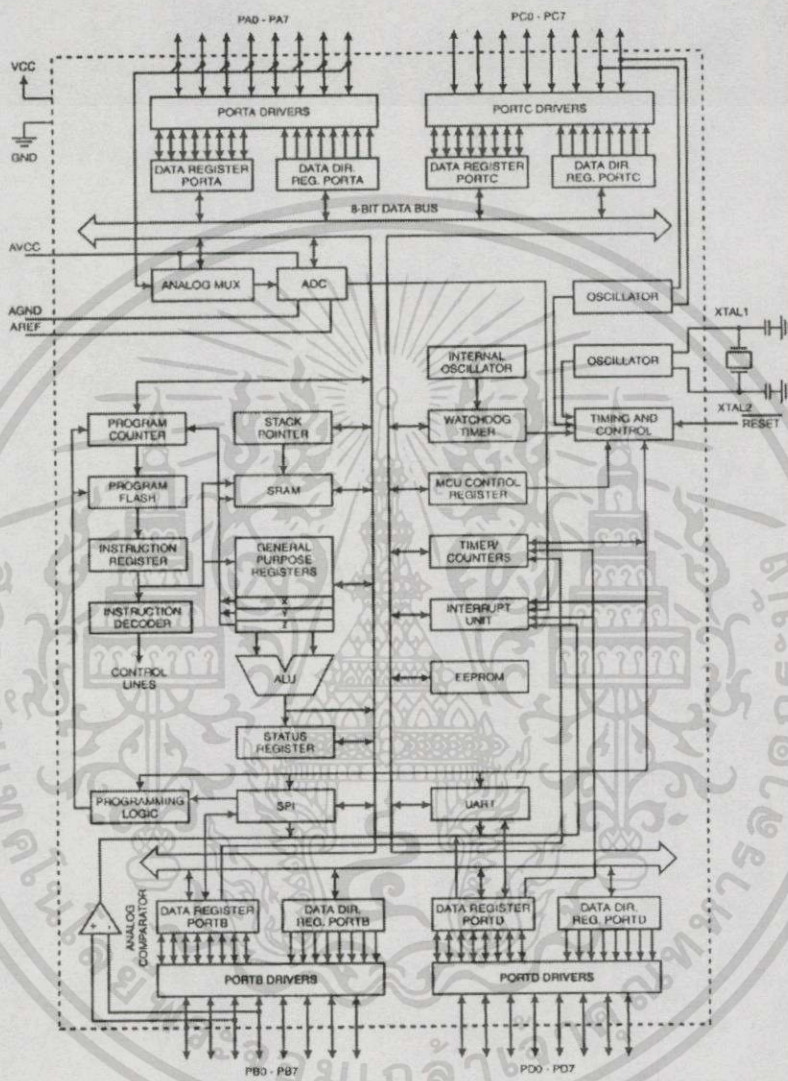 PA0 - PA7
PC0 - PC7
VCC
GND
PORTA DRIVERS
PORTC DRIVERS
DATA REGISTER
PORTA
DATA DIR.
REG. PORTA
DATA REGISTER
PORTC
DATA DIR.
REG. PORTC
8-BIT DATA BUS
AVCC
ANALOG MUX
ADC
AGND
AREF
OSCILLATOR
XTAL1
INTERNAL
OSCILLATOR
OSCILLATOR
XTAL2
RESET
PROGRAM
COUNTER
STACK
POINTER
WATCHDOG
TIMER
TIMING AND
CONTROL
PROGRAM
FLASH
SRAM
MCU CONTROL
REGISTER
INSTRUCTION
REGISTER
GENERAL
PURPOSE
REGISTERS
X
Y
Z
TIMER/
COUNTERS
INSTRUCTION
DECODER
INTERRUPT
UNIT
CONTROL
LINES
ALU
EEPROM
STATUS
REGISTER
PROGRAMMING
LOGIC
SPI
UART
ANALOG
COMPARATOR
+ -
DATA REGISTER
PORTB
DATA DIR.
REG. PORTB
DATA REGISTER
PORTD
DATA DIR.
REG. PORTD
PORTB DRIVERS
PORTD DRIVERS
PB0 - PB7
PD0 - PD7